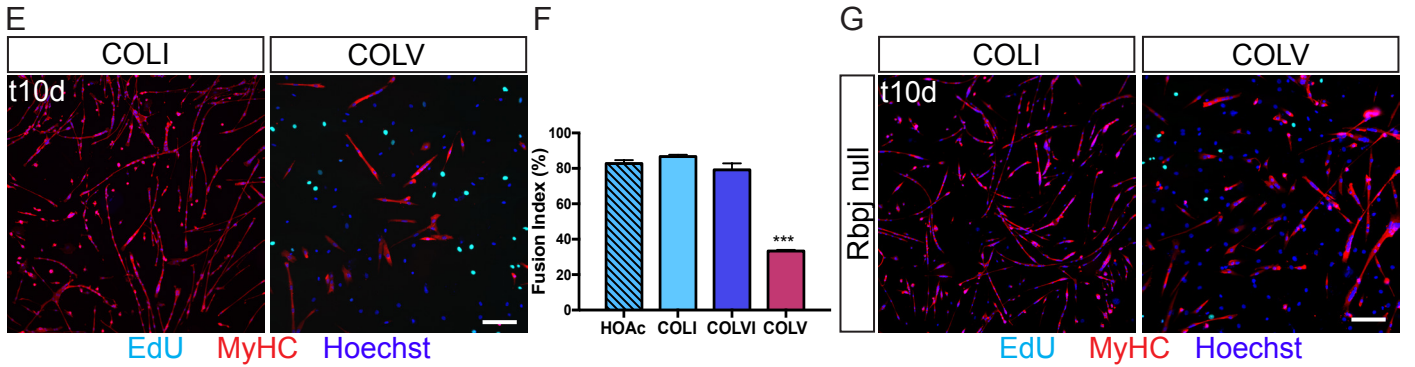 E
COLI
COLV
t10d
EdU MyHC Hoechst
F
Fusion Index (%)
100
80
60
40
20
0
***
HOAc COLI COLVI COLV
G
COLI
COLV
Rbpj null
t10d
EdU MyHC Hoechst